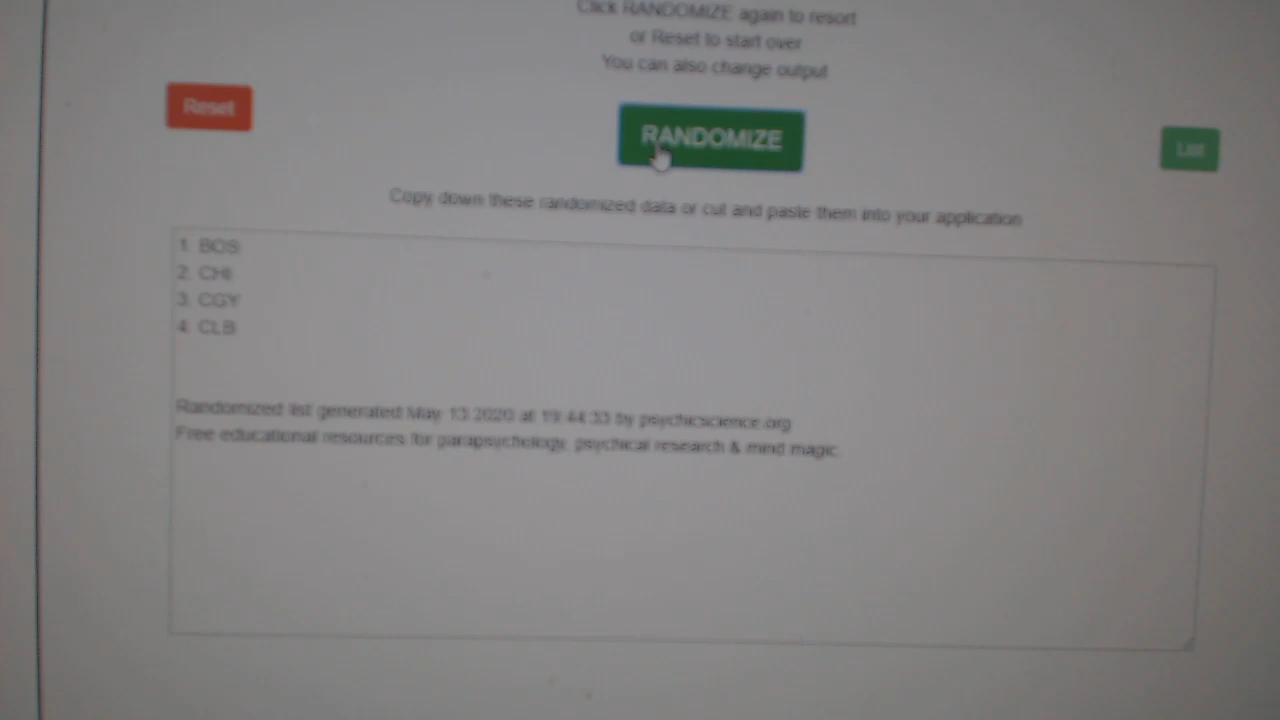 Click RANDOMIZE again to resort
or Reset to start over
You can also change output
Reset
RANDOMIZE
List
Copy down these randomized data or cut and paste them into your application
1. BOS
2. CHI
3. CGY
4. CLB
Randomized list generated May 13 2020 at 19:44:33 by psychicscience.org
Free educational resources for parapsychology, psychical research & mind magic.